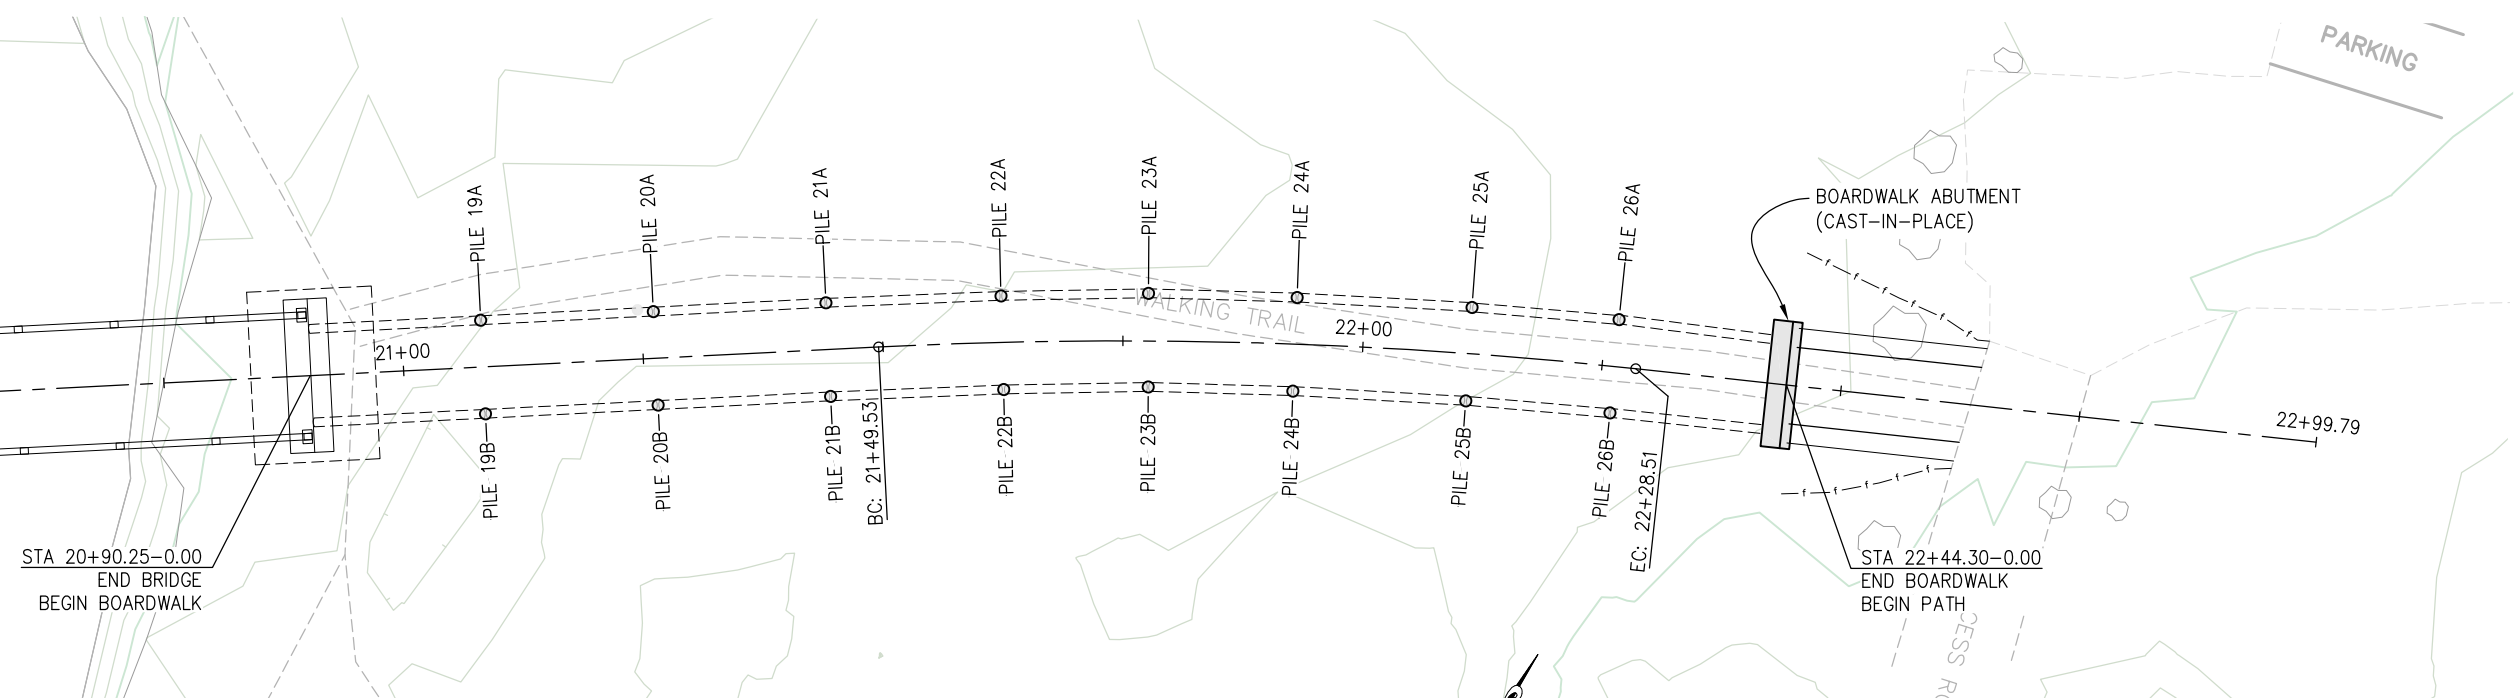 PARKING
PILE 19A
PILE 20A
PILE 21A
PILE 22A
PILE 23A
PILE 24A
PILE 25A
PILE 26A
BOARDWALK ABUTMENT
(CAST-IN-PLACE)
WALKING TRAIL
21+00
22+00
22+99.79
PILE 19B
PILE 20B
PILE 21B
BC: 21+49.53
PILE 22B
PILE 23B
PILE 24B
PILE 25B
PILE 26B
EC: 22+28.51
STA 20+90.25-0.00
END BRIDGE
BEGIN BOARDWALK
STA 22+44.30-0.00
END BOARDWALK
BEGIN PATH
f f f f f
f f f f f